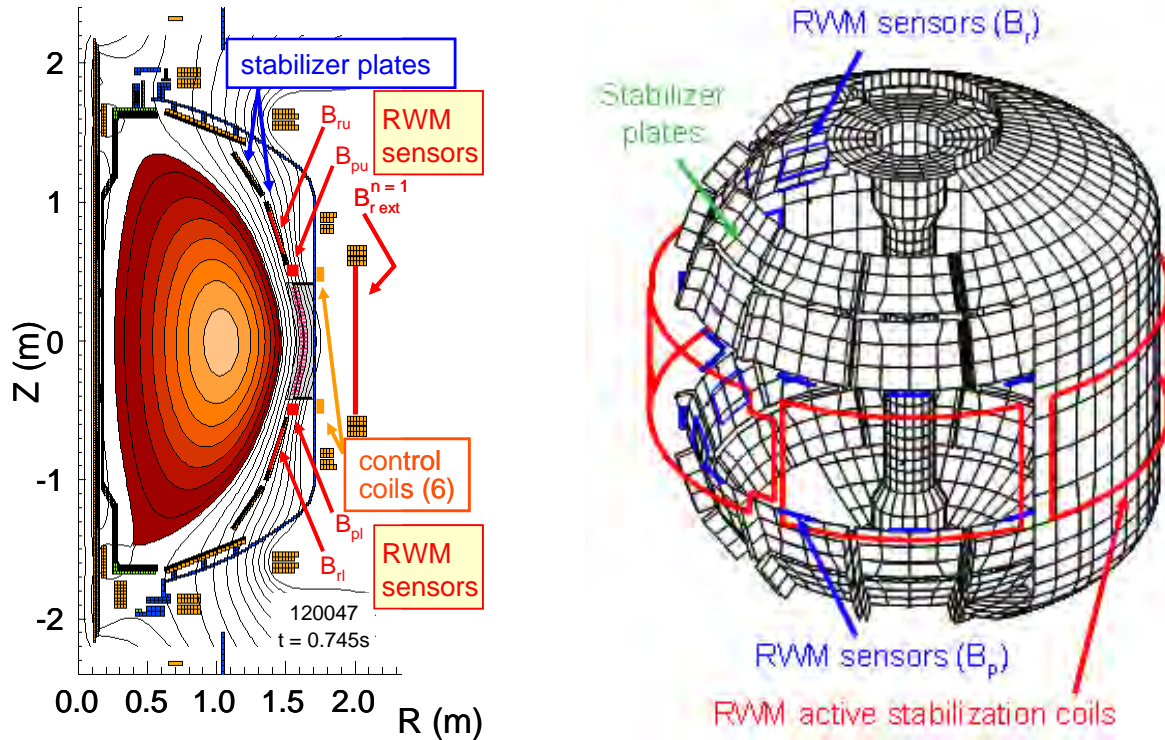 stabilizer plates
B_ru
RWM
sensors
B_pu
B_r ext^n = 1
2
1
0
-1
-2
Z (m)
control
coils (6)
B_pl
B_rl
RWM
sensors
120047
t = 0.745s
0.0
0.5
1.0
1.5
2.0
R (m)
RWM sensors (B_r)
Stabilizer
plates
RWM sensors (B_p)
RWM active stabilization coils